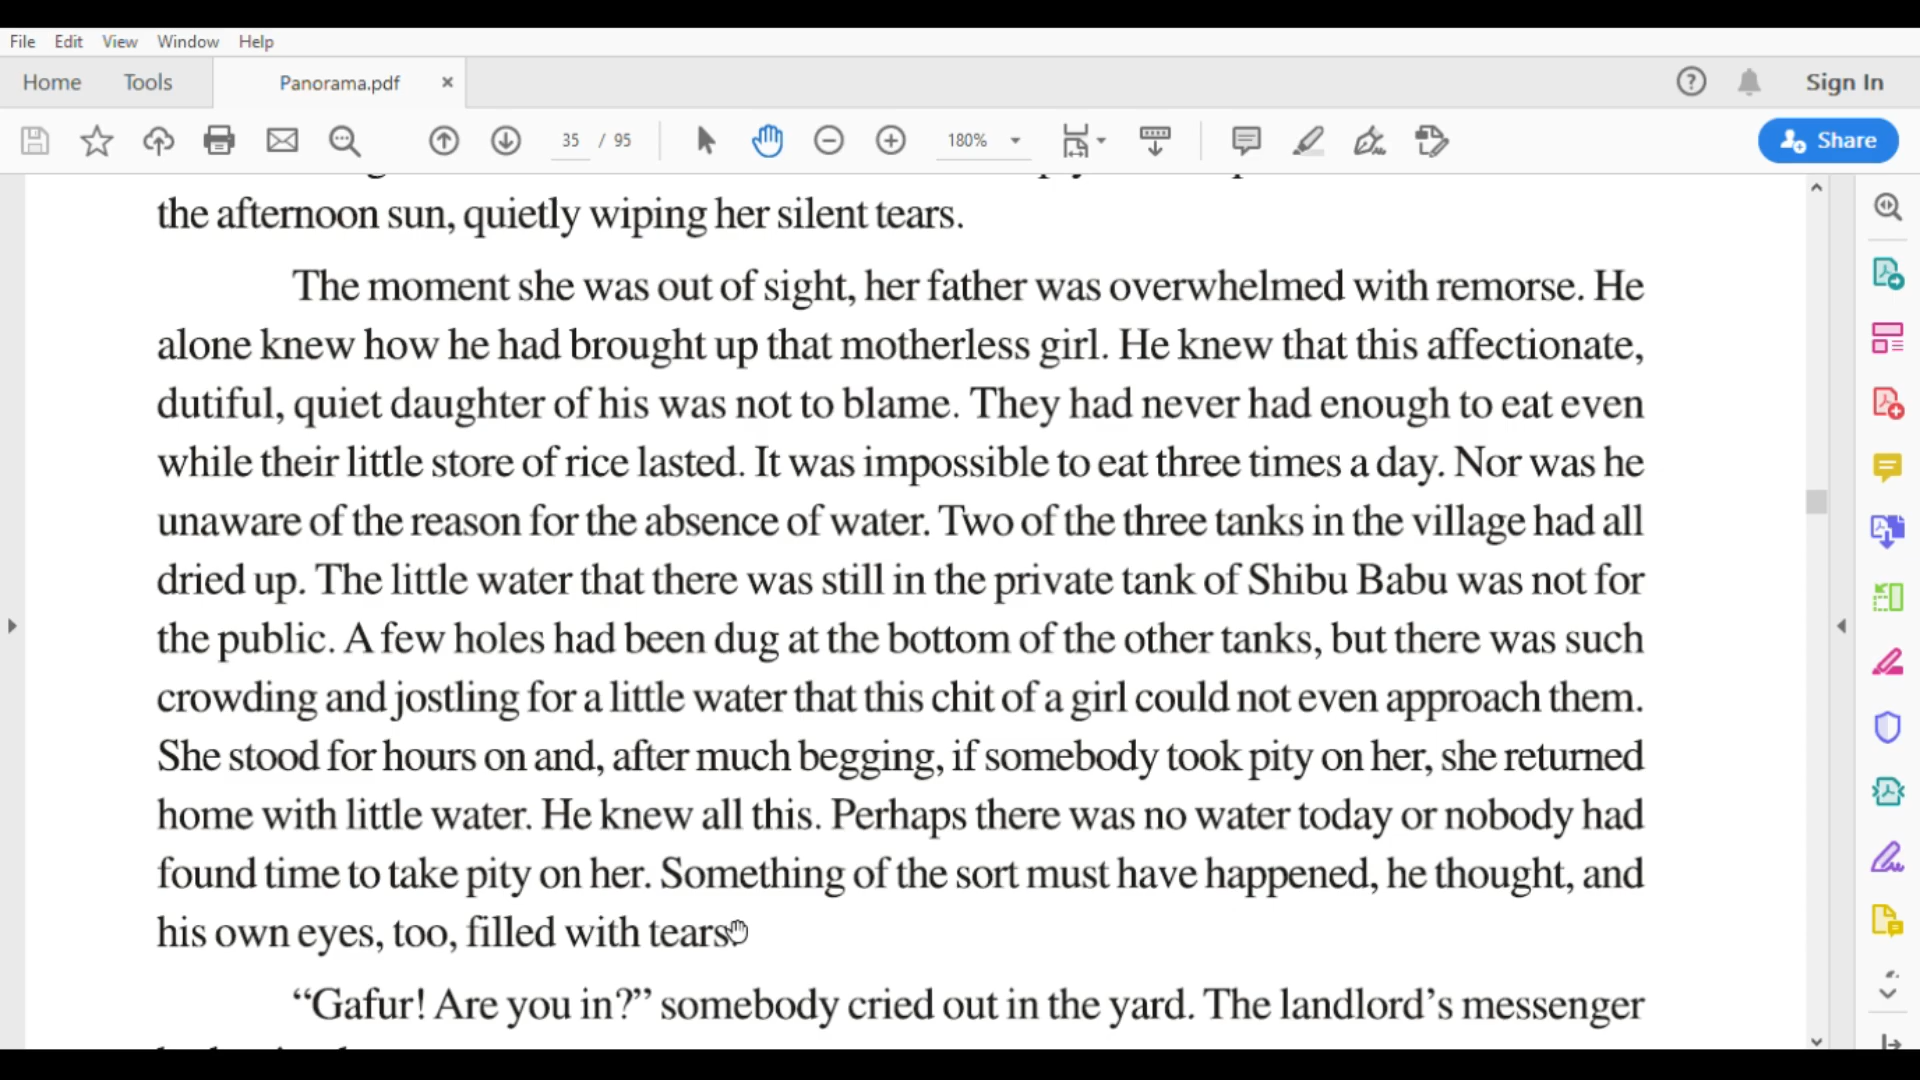 File Edit View Window Help
Home Tools Panorama.pdf × Sign In
35 / 95 180% Share
the afternoon sun, quietly wiping her silent tears.
The moment she was out of sight, her father was overwhelmed with remorse. He
alone knew how he had brought up that motherless girl. He knew that this affectionate,
dutiful, quiet daughter of his was not to blame. They had never had enough to eat even
while their little store of rice lasted. It was impossible to eat three times a day. Nor was he
unaware of the reason for the absence of water. Two of the three tanks in the village had all
dried up. The little water that there was still in the private tank of Shibu Babu was not for
the public. A few holes had been dug at the bottom of the other tanks, but there was such
crowding and jostling for a little water that this chit of a girl could not even approach them.
She stood for hours on and, after much begging, if somebody took pity on her, she returned
home with little water. He knew all this. Perhaps there was no water today or nobody had
found time to take pity on her. Something of the sort must have happened, he thought, and
his own eyes, too, filled with tears.
“Gafur! Are you in?” somebody cried out in the yard. The landlord’s messenger